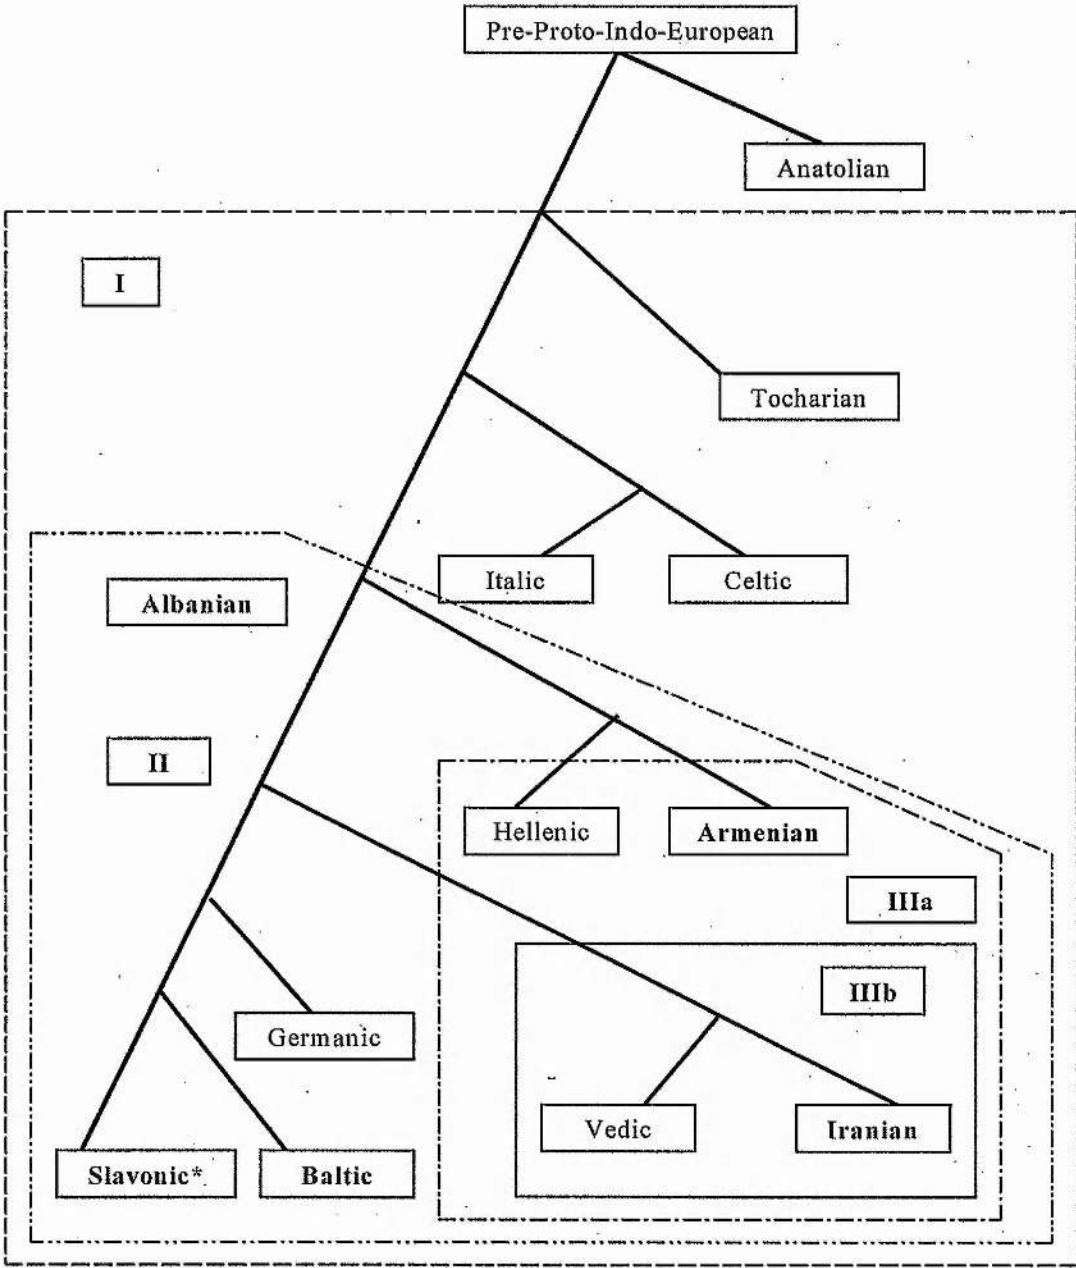 Pre-Proto-Indo-European
Anatolian
I
Tocharian
Italic
Celtic
Albanian
II
Hellenic
Armenian
IIIa
IIIb
Germanic
Vedic
Iranian
Slavonic*
Baltic